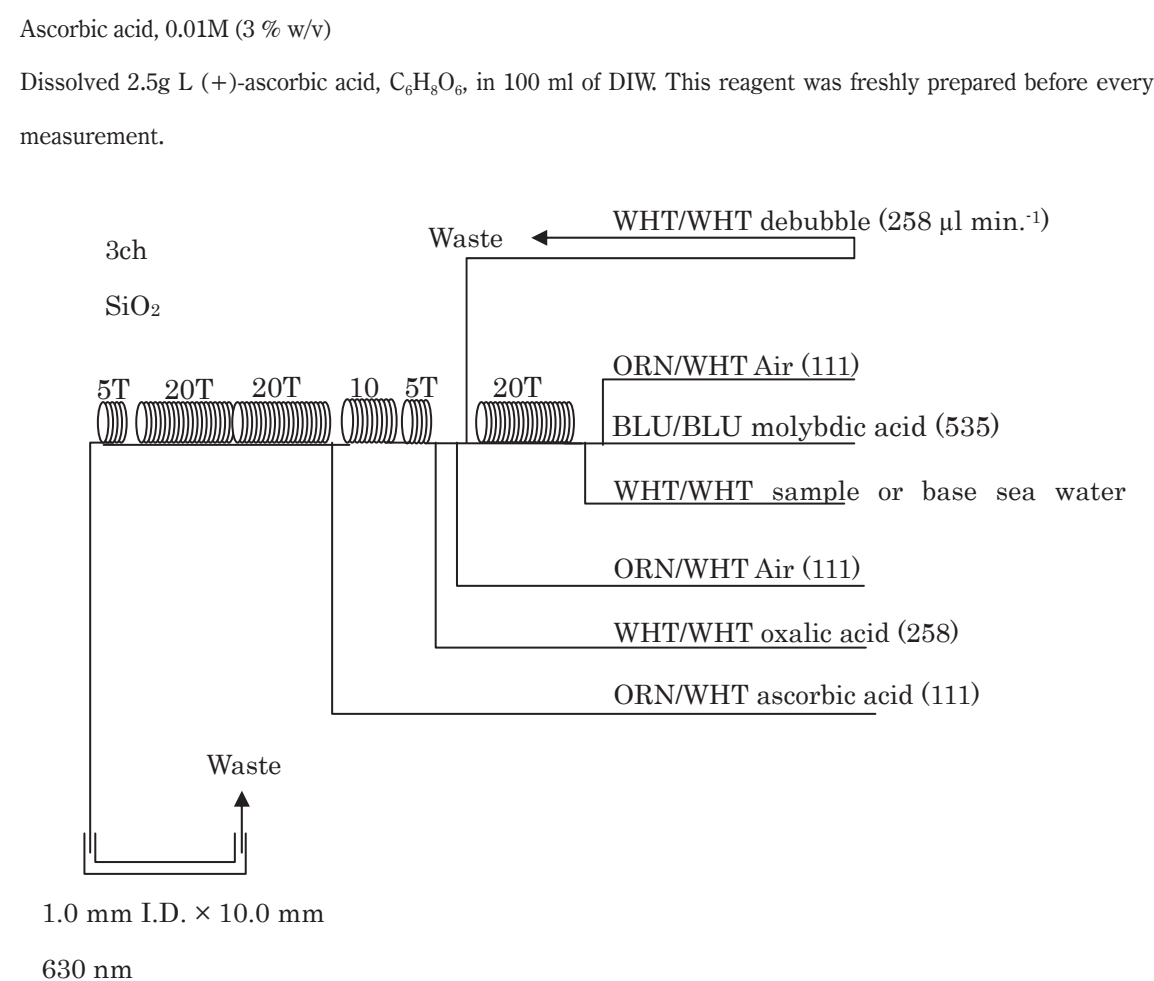 Ascorbic acid, 0.01M (3 % w/v)
Dissolved 2.5g L (+)-ascorbic acid, C₆H₈O₆, in 100 ml of DIW. This reagent was freshly prepared before every
measurement.
WHT/WHT debubble (258 µl min.⁻¹)
Waste
3ch
SiO₂
ORN/WHT Air (111)
5T 20T 20T 10 5T 20T
BLU/BLU molybdic acid (535)
WHT/WHT sample or base sea water
ORN/WHT Air (111)
WHT/WHT oxalic acid (258)
ORN/WHT ascorbic acid (111)
Waste
1.0 mm I.D. × 10.0 mm
630 nm